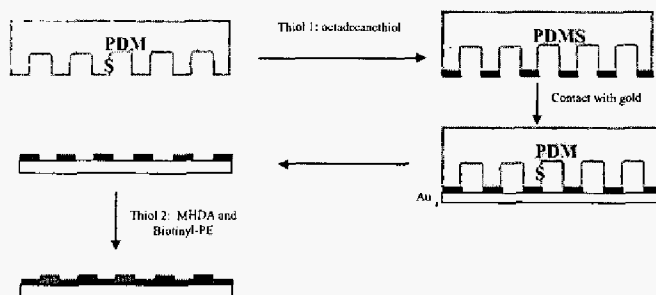 PDM
S
Thiol 1: octadecanethiol
PDMS
Contact with gold
PDM
S
Au
Thiol 2: MHDA and
Biotinyl-PE